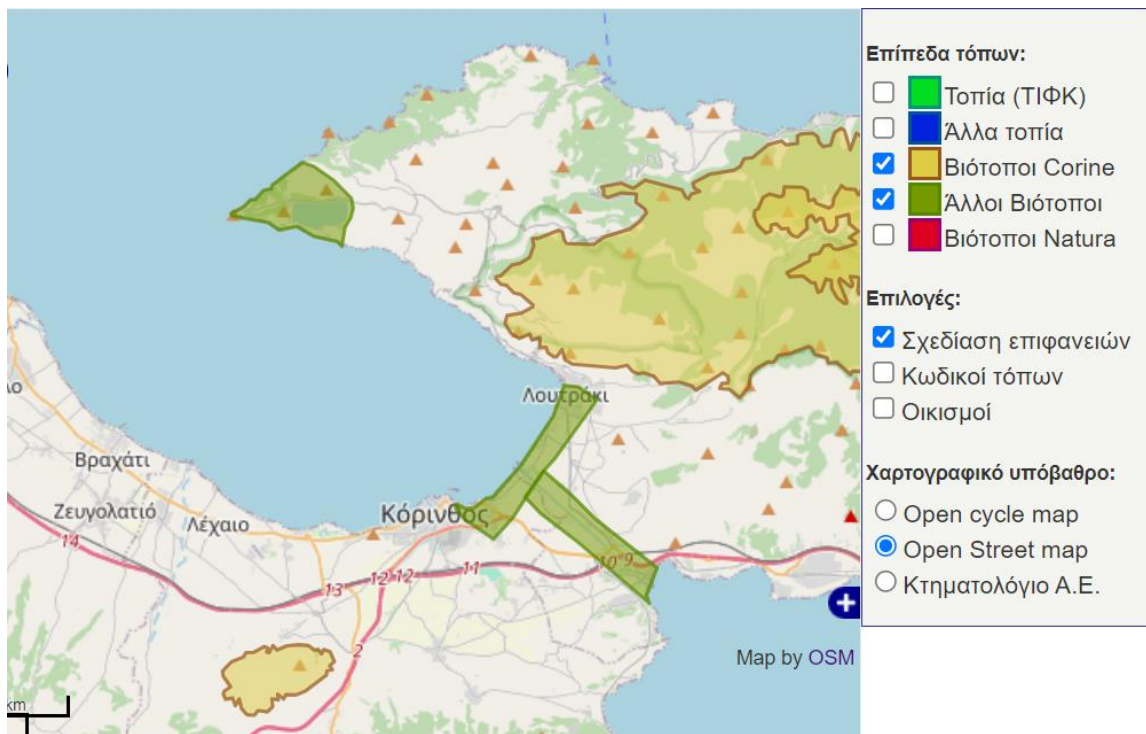 λο
Βραχάτι
Ζευγολατιό
Λέχαιο
Κόρινθος
Λουτράκι
14
13
12 12
11
10 9
2
km
Map by OSM
Επίπεδα τόπων:
Τοπία (ΤΙΦΚ)
Άλλα τοπία
Βιότοποι Corine
Άλλοι Βιότοποι
Βιότοποι Natura
Επιλογές:
Σχεδίαση επιφανειών
Κωδικοί τόπων
Οικισμοί
Χαρτογραφικό υπόβαθρο:
Open cycle map
Open Street map
Κτηματολόγιο Α.Ε.